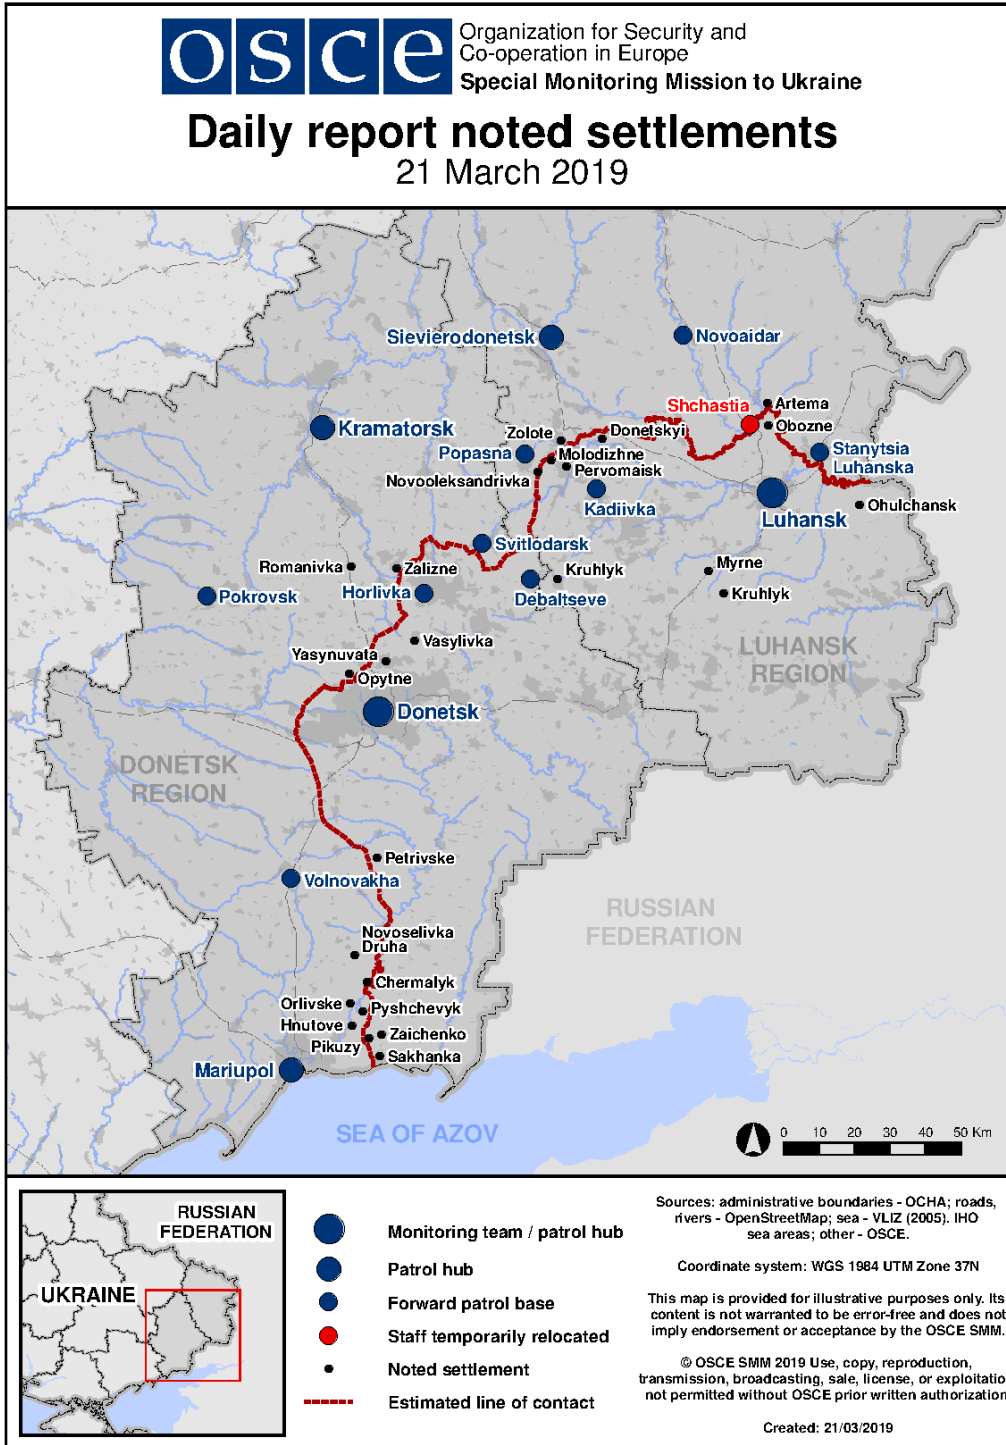 osce
Organization for Security and
Co-operation in Europe
Special Monitoring Mission to Ukraine
Daily report noted settlements
21 March 2019
Sievierodonetsk
Novoaidar
Shchastia
Artema
Obozne
Kramatorsk
Zolote
Donetskyi
Popasna
Molodizhne
Pervomaisk
Novooleksandrivka
Stanytsia
Luhanska
Kadiivka
Luhansk
Ohulchansk
Svitlodarsk
Romanivka
Zalizne
Kruhlyk
Myrne
Pokrovsk
Horlivka
Debaltseve
Kruhlyk
Vasylivka
Yasynuvata
Opytne
LUHANSK
REGION
Donetsk
DONETSK
REGION
Petrivske
Volnovakha
RUSSIAN
FEDERATION
Novoselivka
Druha
Chermalyk
Orlivske
Pyshchevyk
Hnutove
Zaichenko
Pikuzy
Sakhanka
Mariupol
SEA OF AZOV
0 10 20 30 40 50 Km
RUSSIAN
FEDERATION
UKRAINE
Monitoring team / patrol hub
Patrol hub
Forward patrol base
Staff temporarily relocated
Noted settlement
Estimated line of contact
Sources: administrative boundaries - OCHA; roads,
rivers - OpenStreetMap; sea - VLIZ (2005). IHO
sea areas; other - OSCE.
Coordinate system: WGS 1984 UTM Zone 37N
This map is provided for illustrative purposes only. Its
content is not warranted to be error-free and does not
imply endorsement or acceptance by the OSCE SMM.
© OSCE SMM 2019 Use, copy, reproduction,
transmission, broadcasting, sale, license, or exploitatio
not permitted without OSCE prior written authorization
Created: 21/03/2019